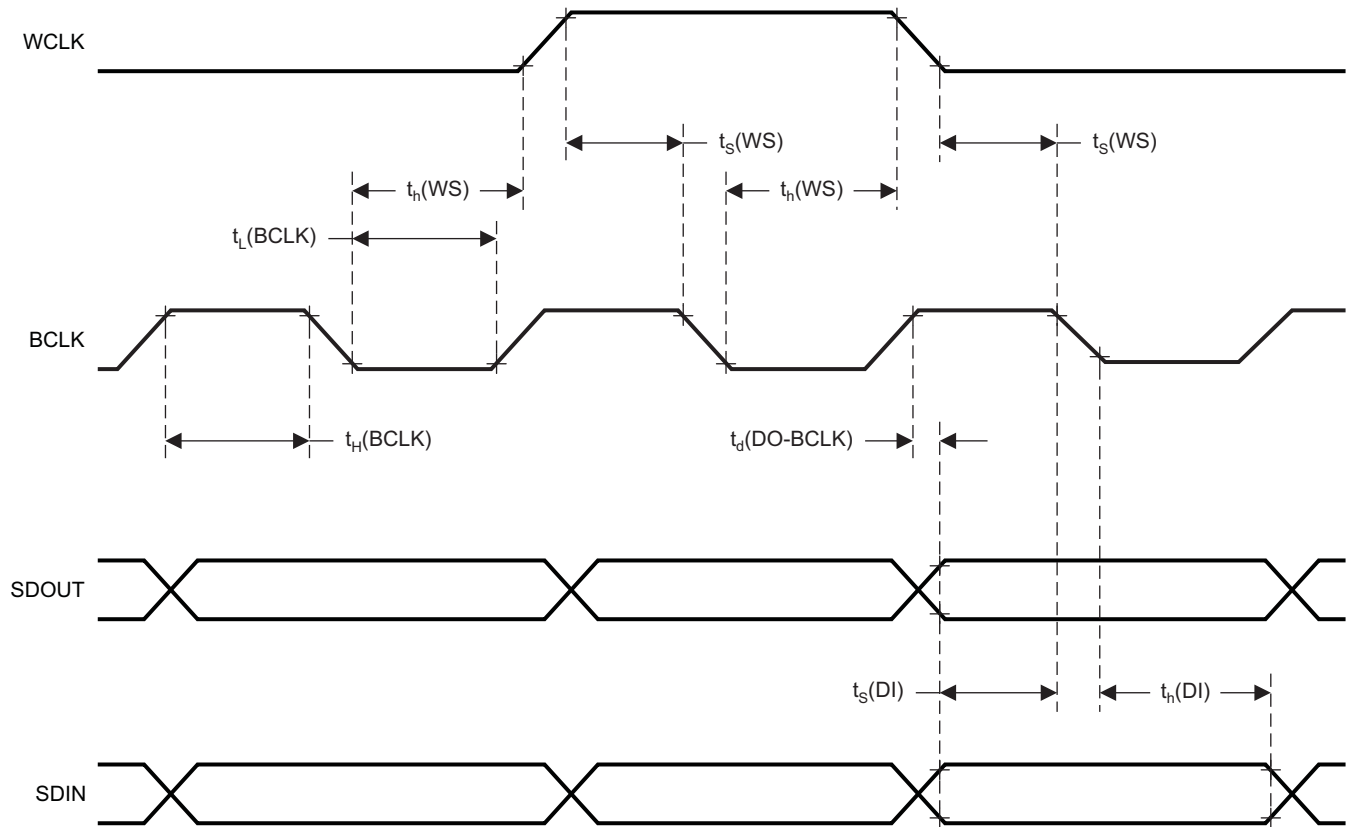 WCLK
tS(WS)
tS(WS)
th(WS)
th(WS)
tL(BCLK)
BCLK
tH(BCLK)
td(DO-BCLK)
SDOUT
tS(DI)
th(DI)
SDIN